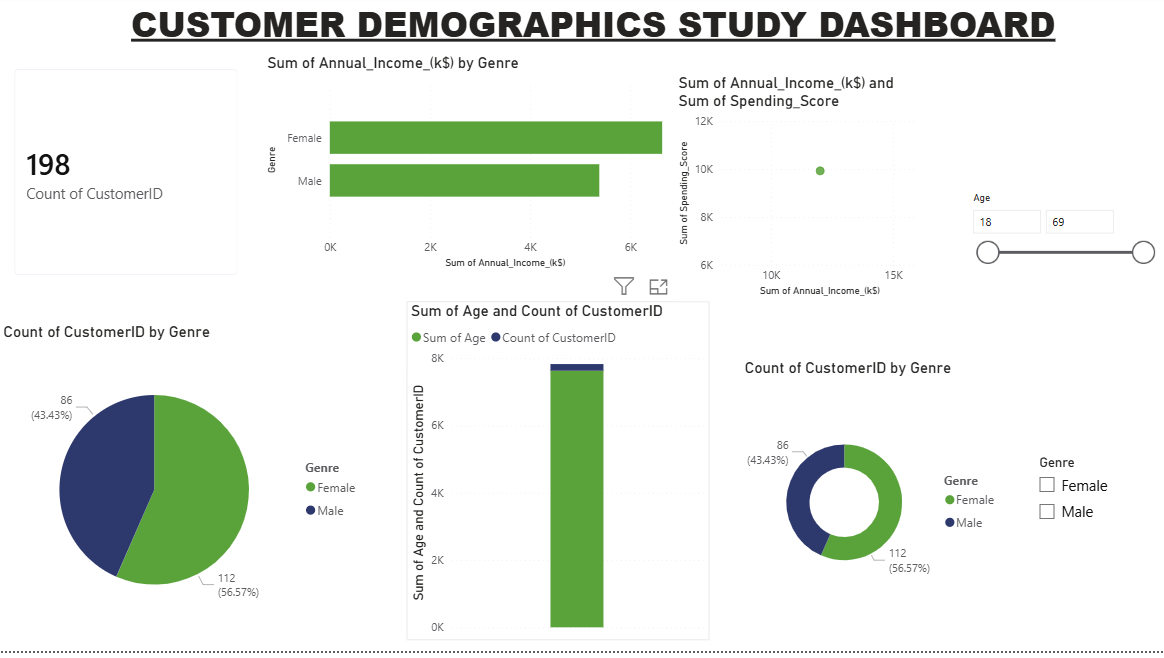 CUSTOMER DEMOGRAPHICS STUDY DASHBOARD
198
Count of CustomerID
Sum of Annual_Income_(k$) by Genre
Genre
Female
Male
0K
2K
4K
6K
Sum of Annual_Income_(k$)
Sum of Annual_Income_(k$) and
Sum of Spending_Score
Sum of Spending_Score
12K
10K
8K
6K
10K
15K
Sum of Annual_Income_(k$)
Age
18
69
Count of CustomerID by Genre
86
(43.43%)
112
(56.57%)
Genre
Female
Male
Sum of Age and Count of CustomerID
Sum of Age
Count of CustomerID
Sum of Age and Count of CustomerID
8K
6K
4K
2K
0K
Count of CustomerID by Genre
86
(43.43%)
112
(56.57%)
Genre
Female
Male
Genre
Female
Male